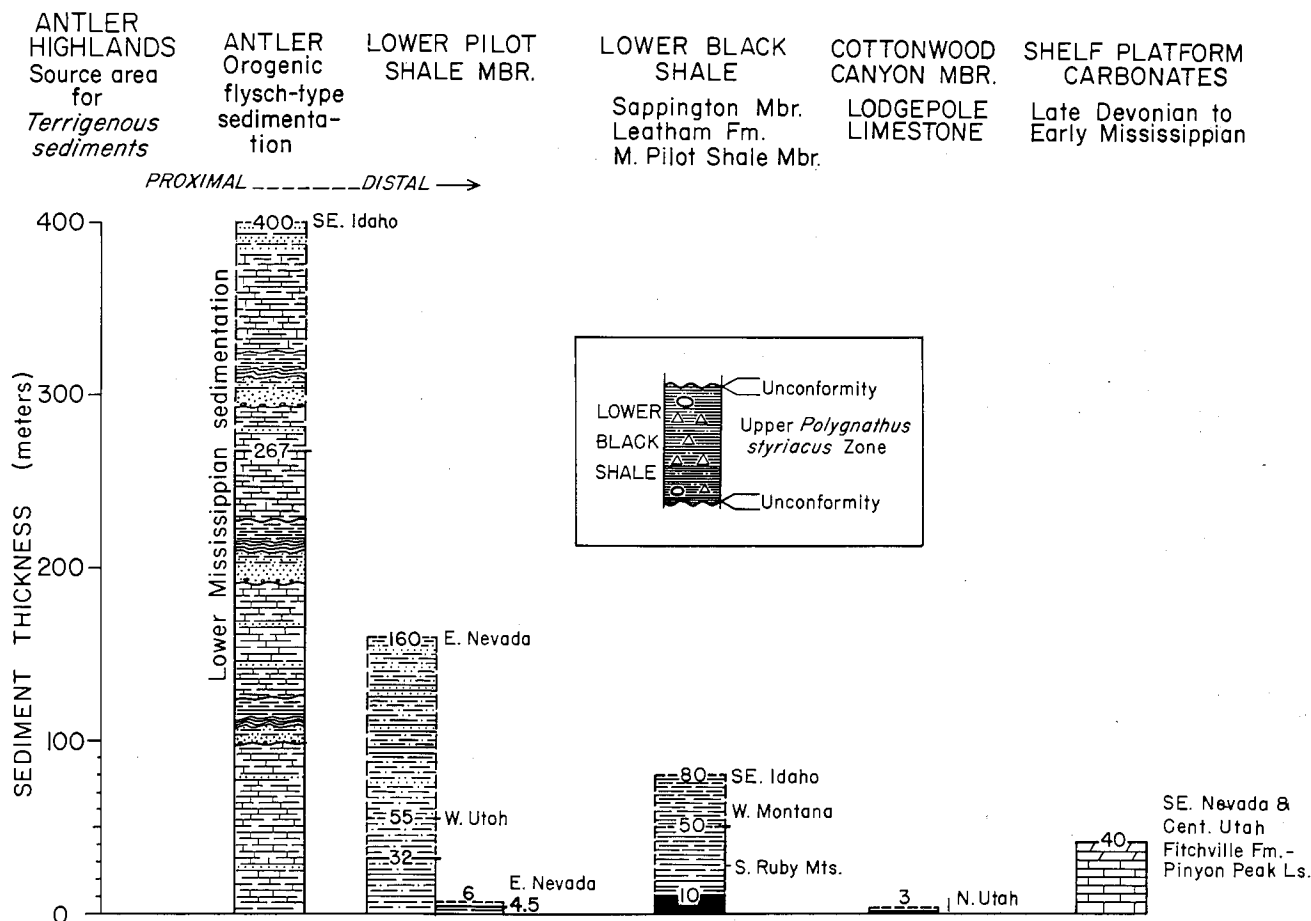 ANTLER
HIGHLANDS
Source area
for
Terrigenous
sediments
ANTLER
Orogenic
flysch-type
sedimenta-
tion
LOWER PILOT
SHALE MBR.
LOWER BLACK
SHALE
Sappington Mbr.
Leatham Fm.
M. Pilot Shale Mbr.
COTTONWOOD
CANYON MBR.
LODGEPOLE
LIMESTONE
SHELF PLATFORM
CARBONATES
Late Devonian to
Early Mississippian
PROXIMAL DISTAL
SEDIMENT THICKNESS (meters)
400
300
200
100
0
Lower Mississippian sedimentation
400 SE. Idaho
267
160 E. Nevada
55 W. Utoh
32
6 E. Nevada
4.5
LOWER
BLACK
SHALE
Unconformity
Upper Polygnathus
styriacus Zone
Unconformity
80 SE. Idaho
W. Montana
50
S. Ruby Mts.
10
3 N. Utah
40
SE. Nevada &
Cent. Utah
Fitchville Fm.-
Pinyon Peak Ls.